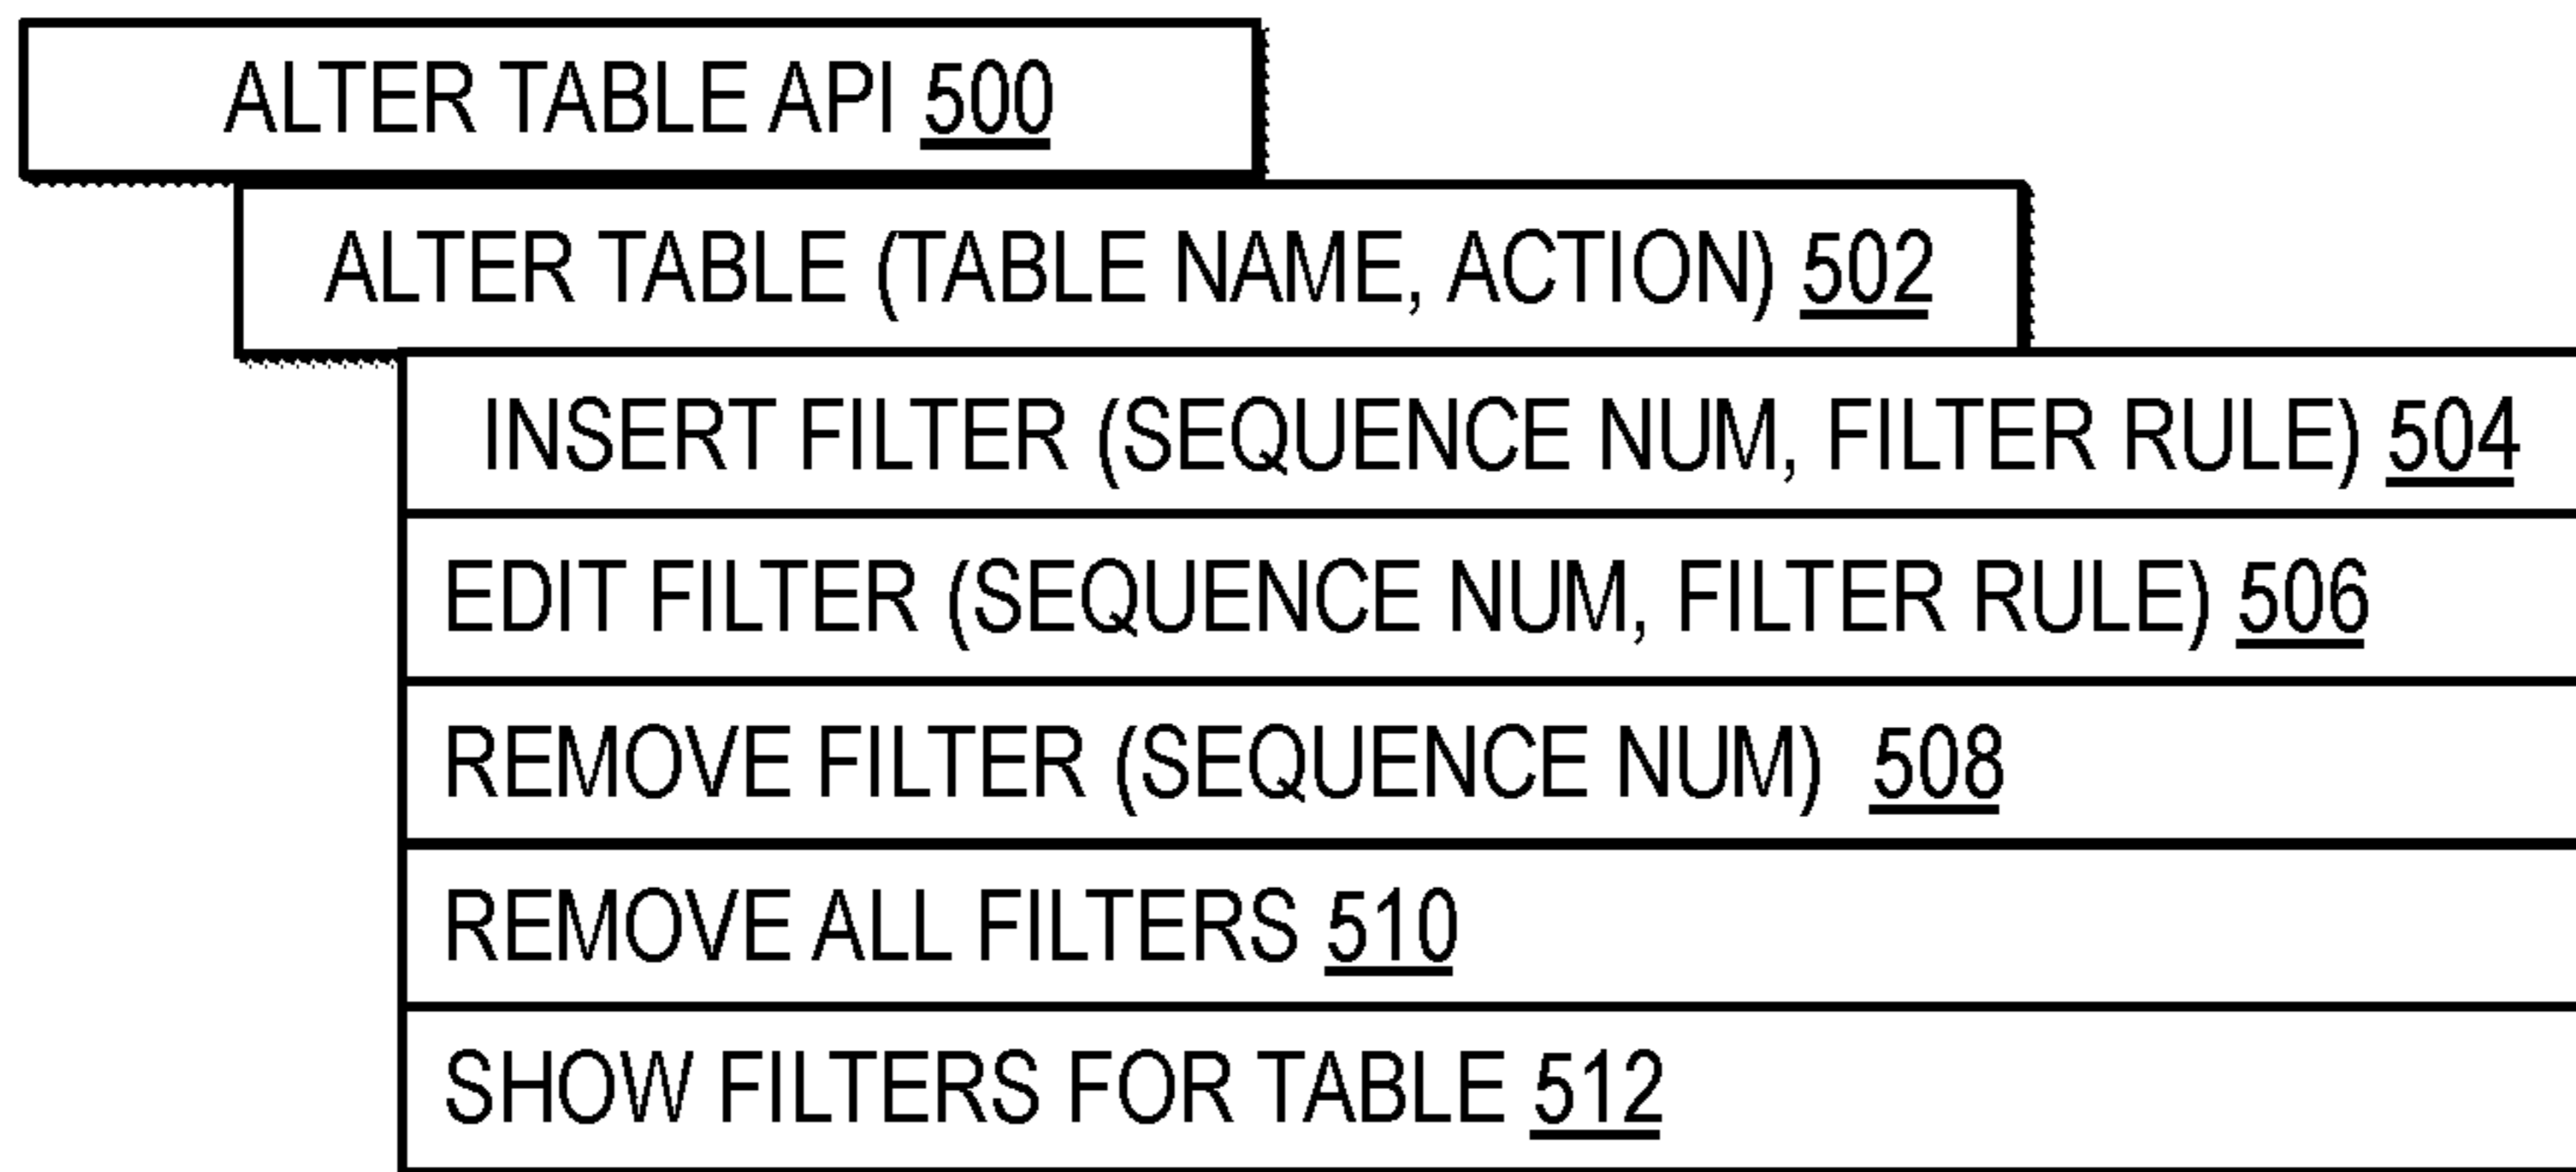 ALTER TABLE API 500
ALTER TABLE (TABLE NAME, ACTION) 502
INSERT FILTER (SEQUENCE NUM, FILTER RULE) 504
EDIT FILTER (SEQUENCE NUM, FILTER RULE) 506
REMOVE FILTER (SEQUENCE NUM) 508
REMOVE ALL FILTERS 510
SHOW FILTERS FOR TABLE 512